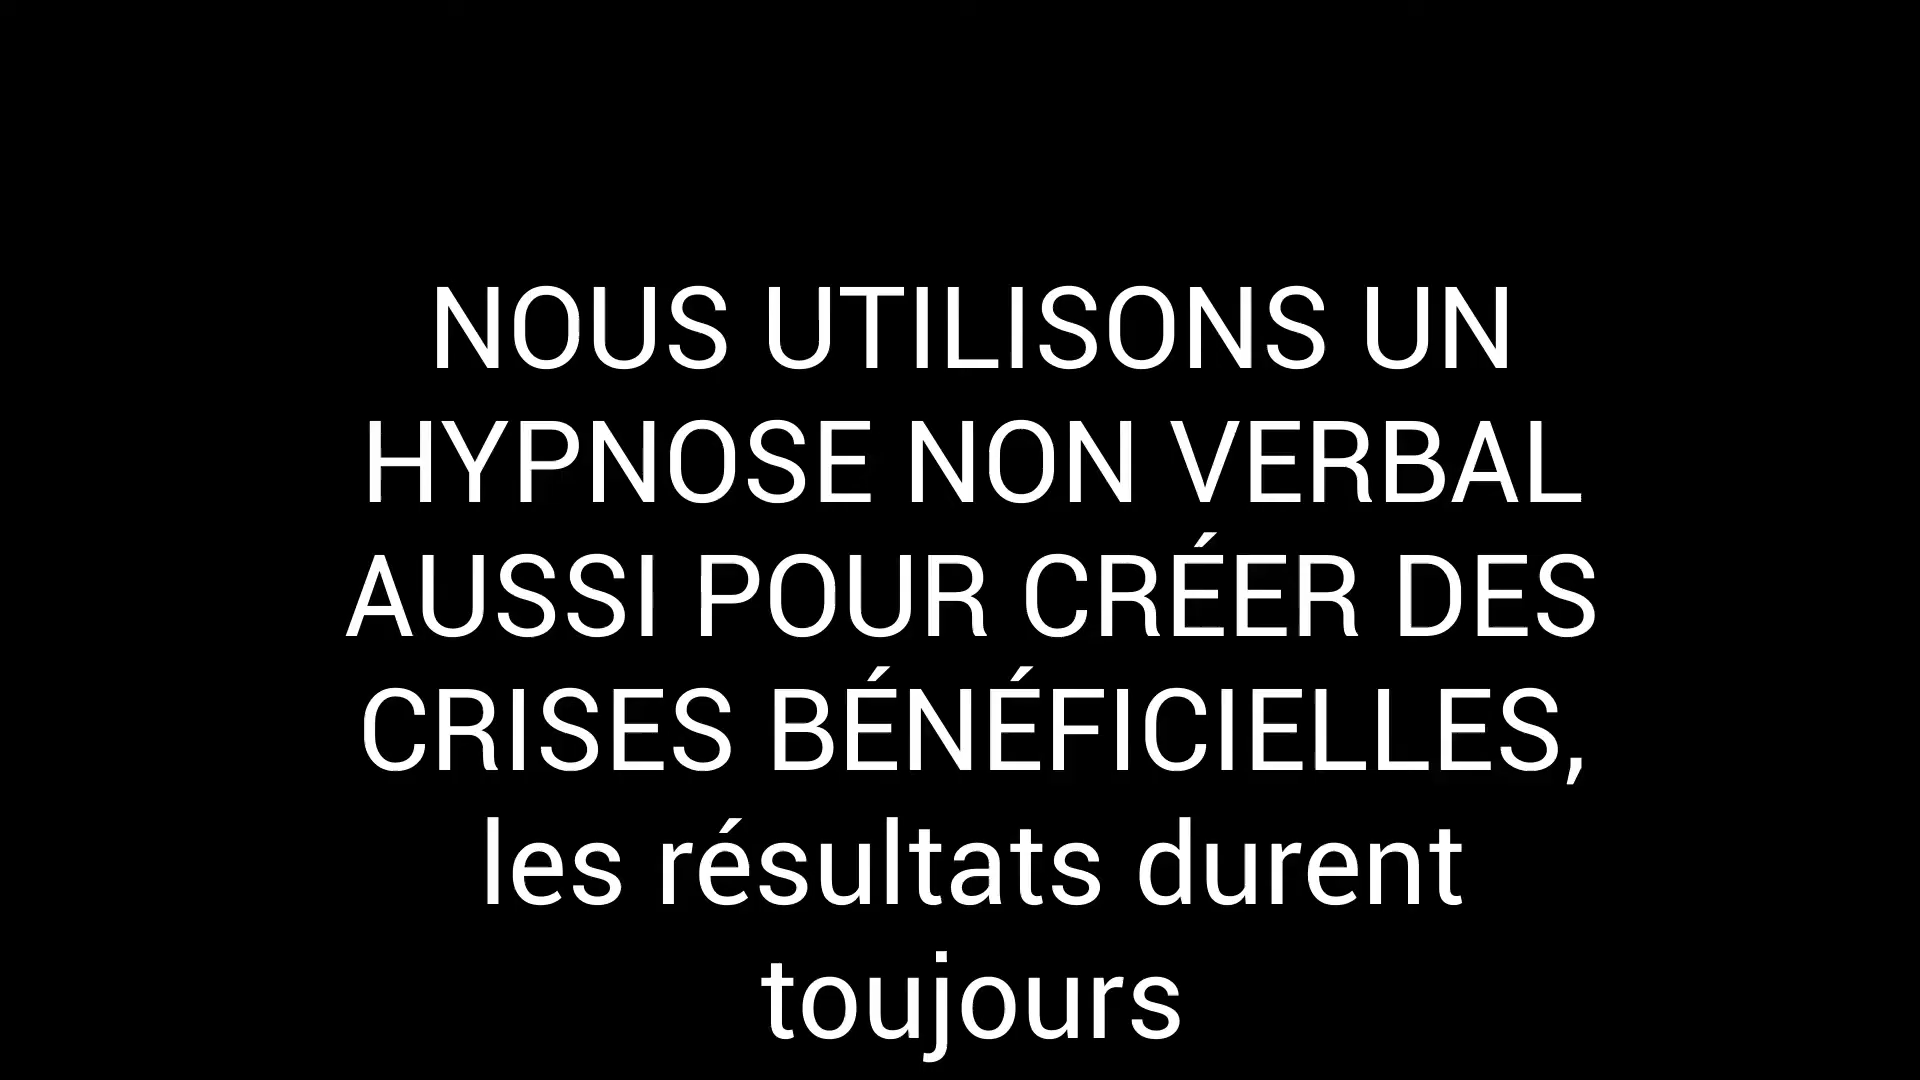 NOUS UTILISONS UN
HYPNOSE NON VERBAL
AUSSI POUR CRÉER DES
CRISES BÉNÉFICIELLES,
les résultats durent
toujours